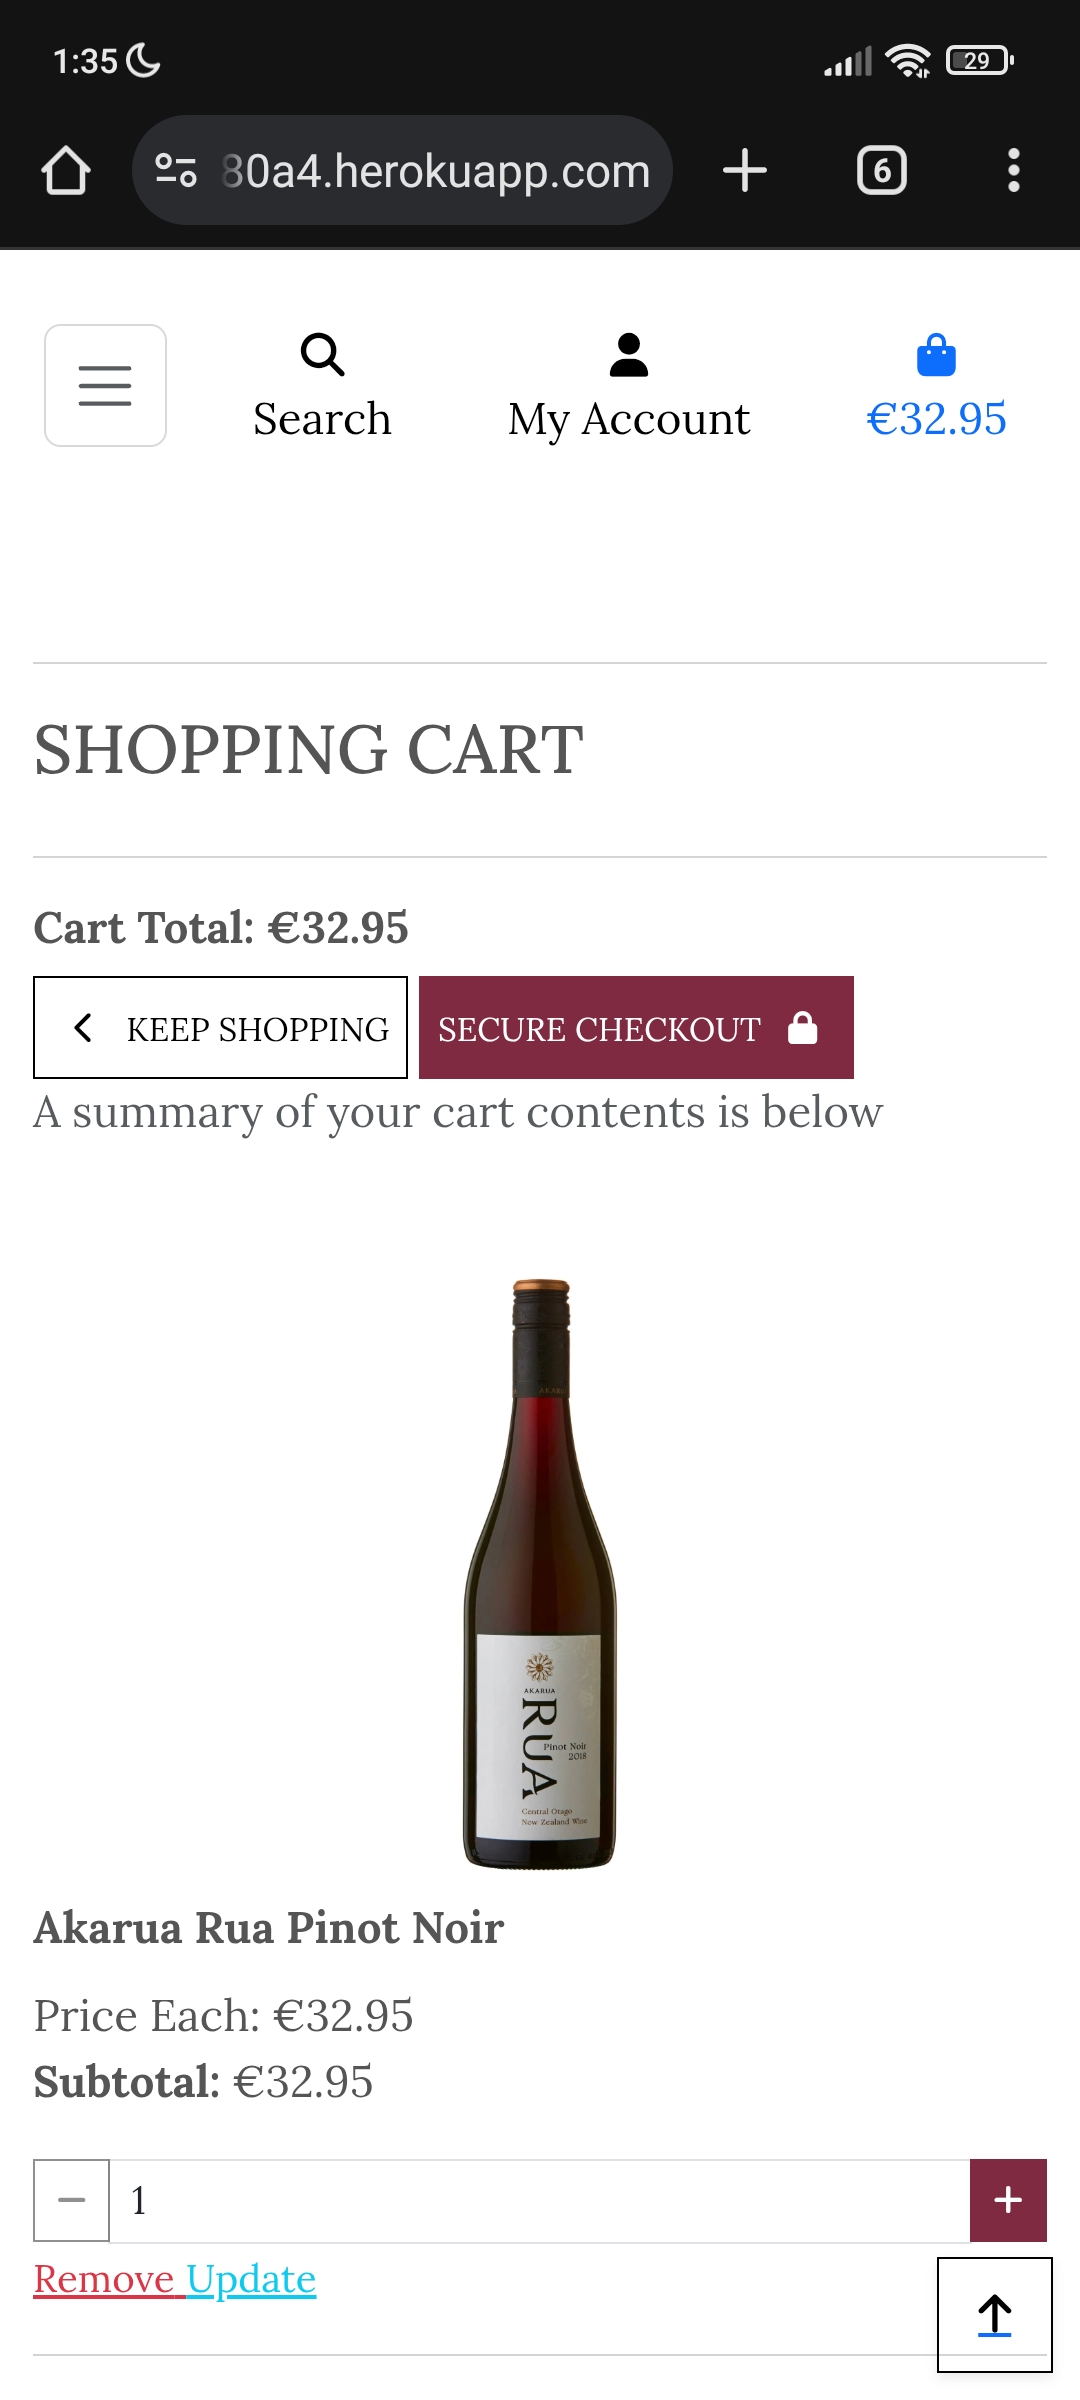 1:35
29
80a4.herokuapp.com
6
Search
My Account
€32.95
SHOPPING CART
Cart Total: €32.95
KEEP SHOPPING
SECURE CHECKOUT
A summary of your cart contents is below
AKARUA
RUA
Pinot Noir
2018
Central Otago
New Zealand Wine
Akarua Rua Pinot Noir
Price Each: €32.95
Subtotal: €32.95
1
Remove Update